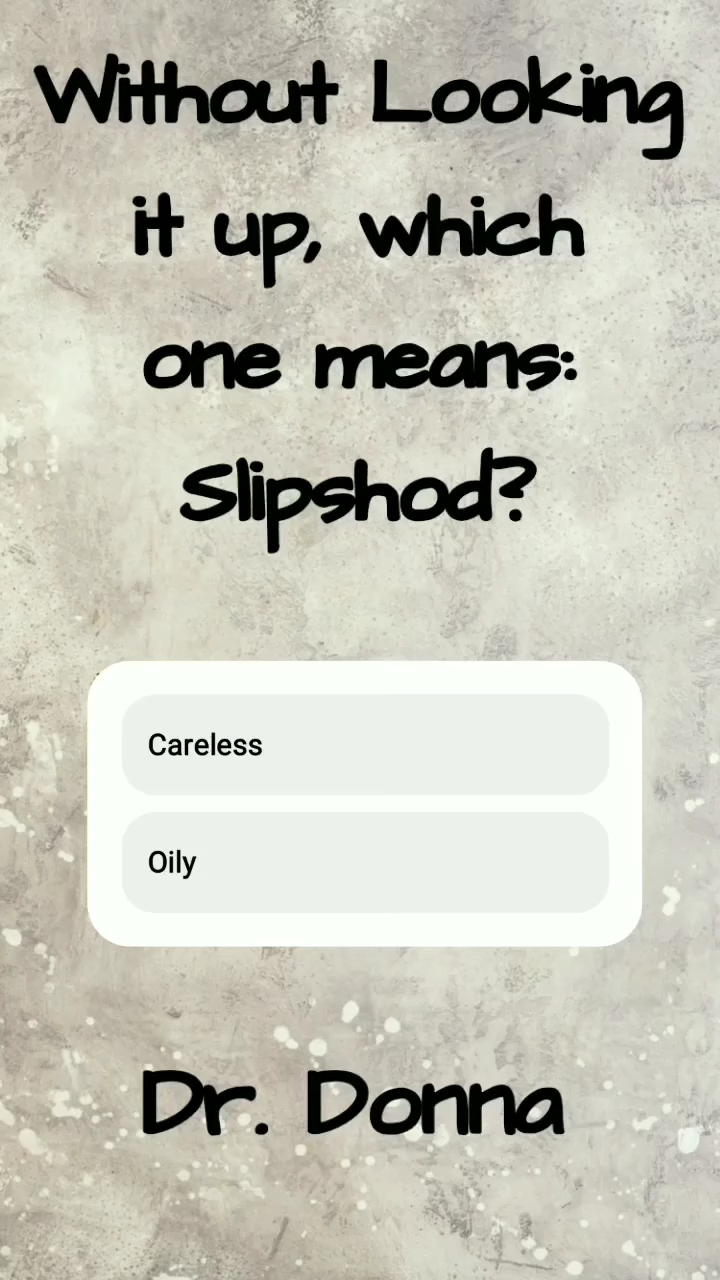 Without Looking
it up, which
one means:
Slipshod?
Careless
Oily
Dr. Donna